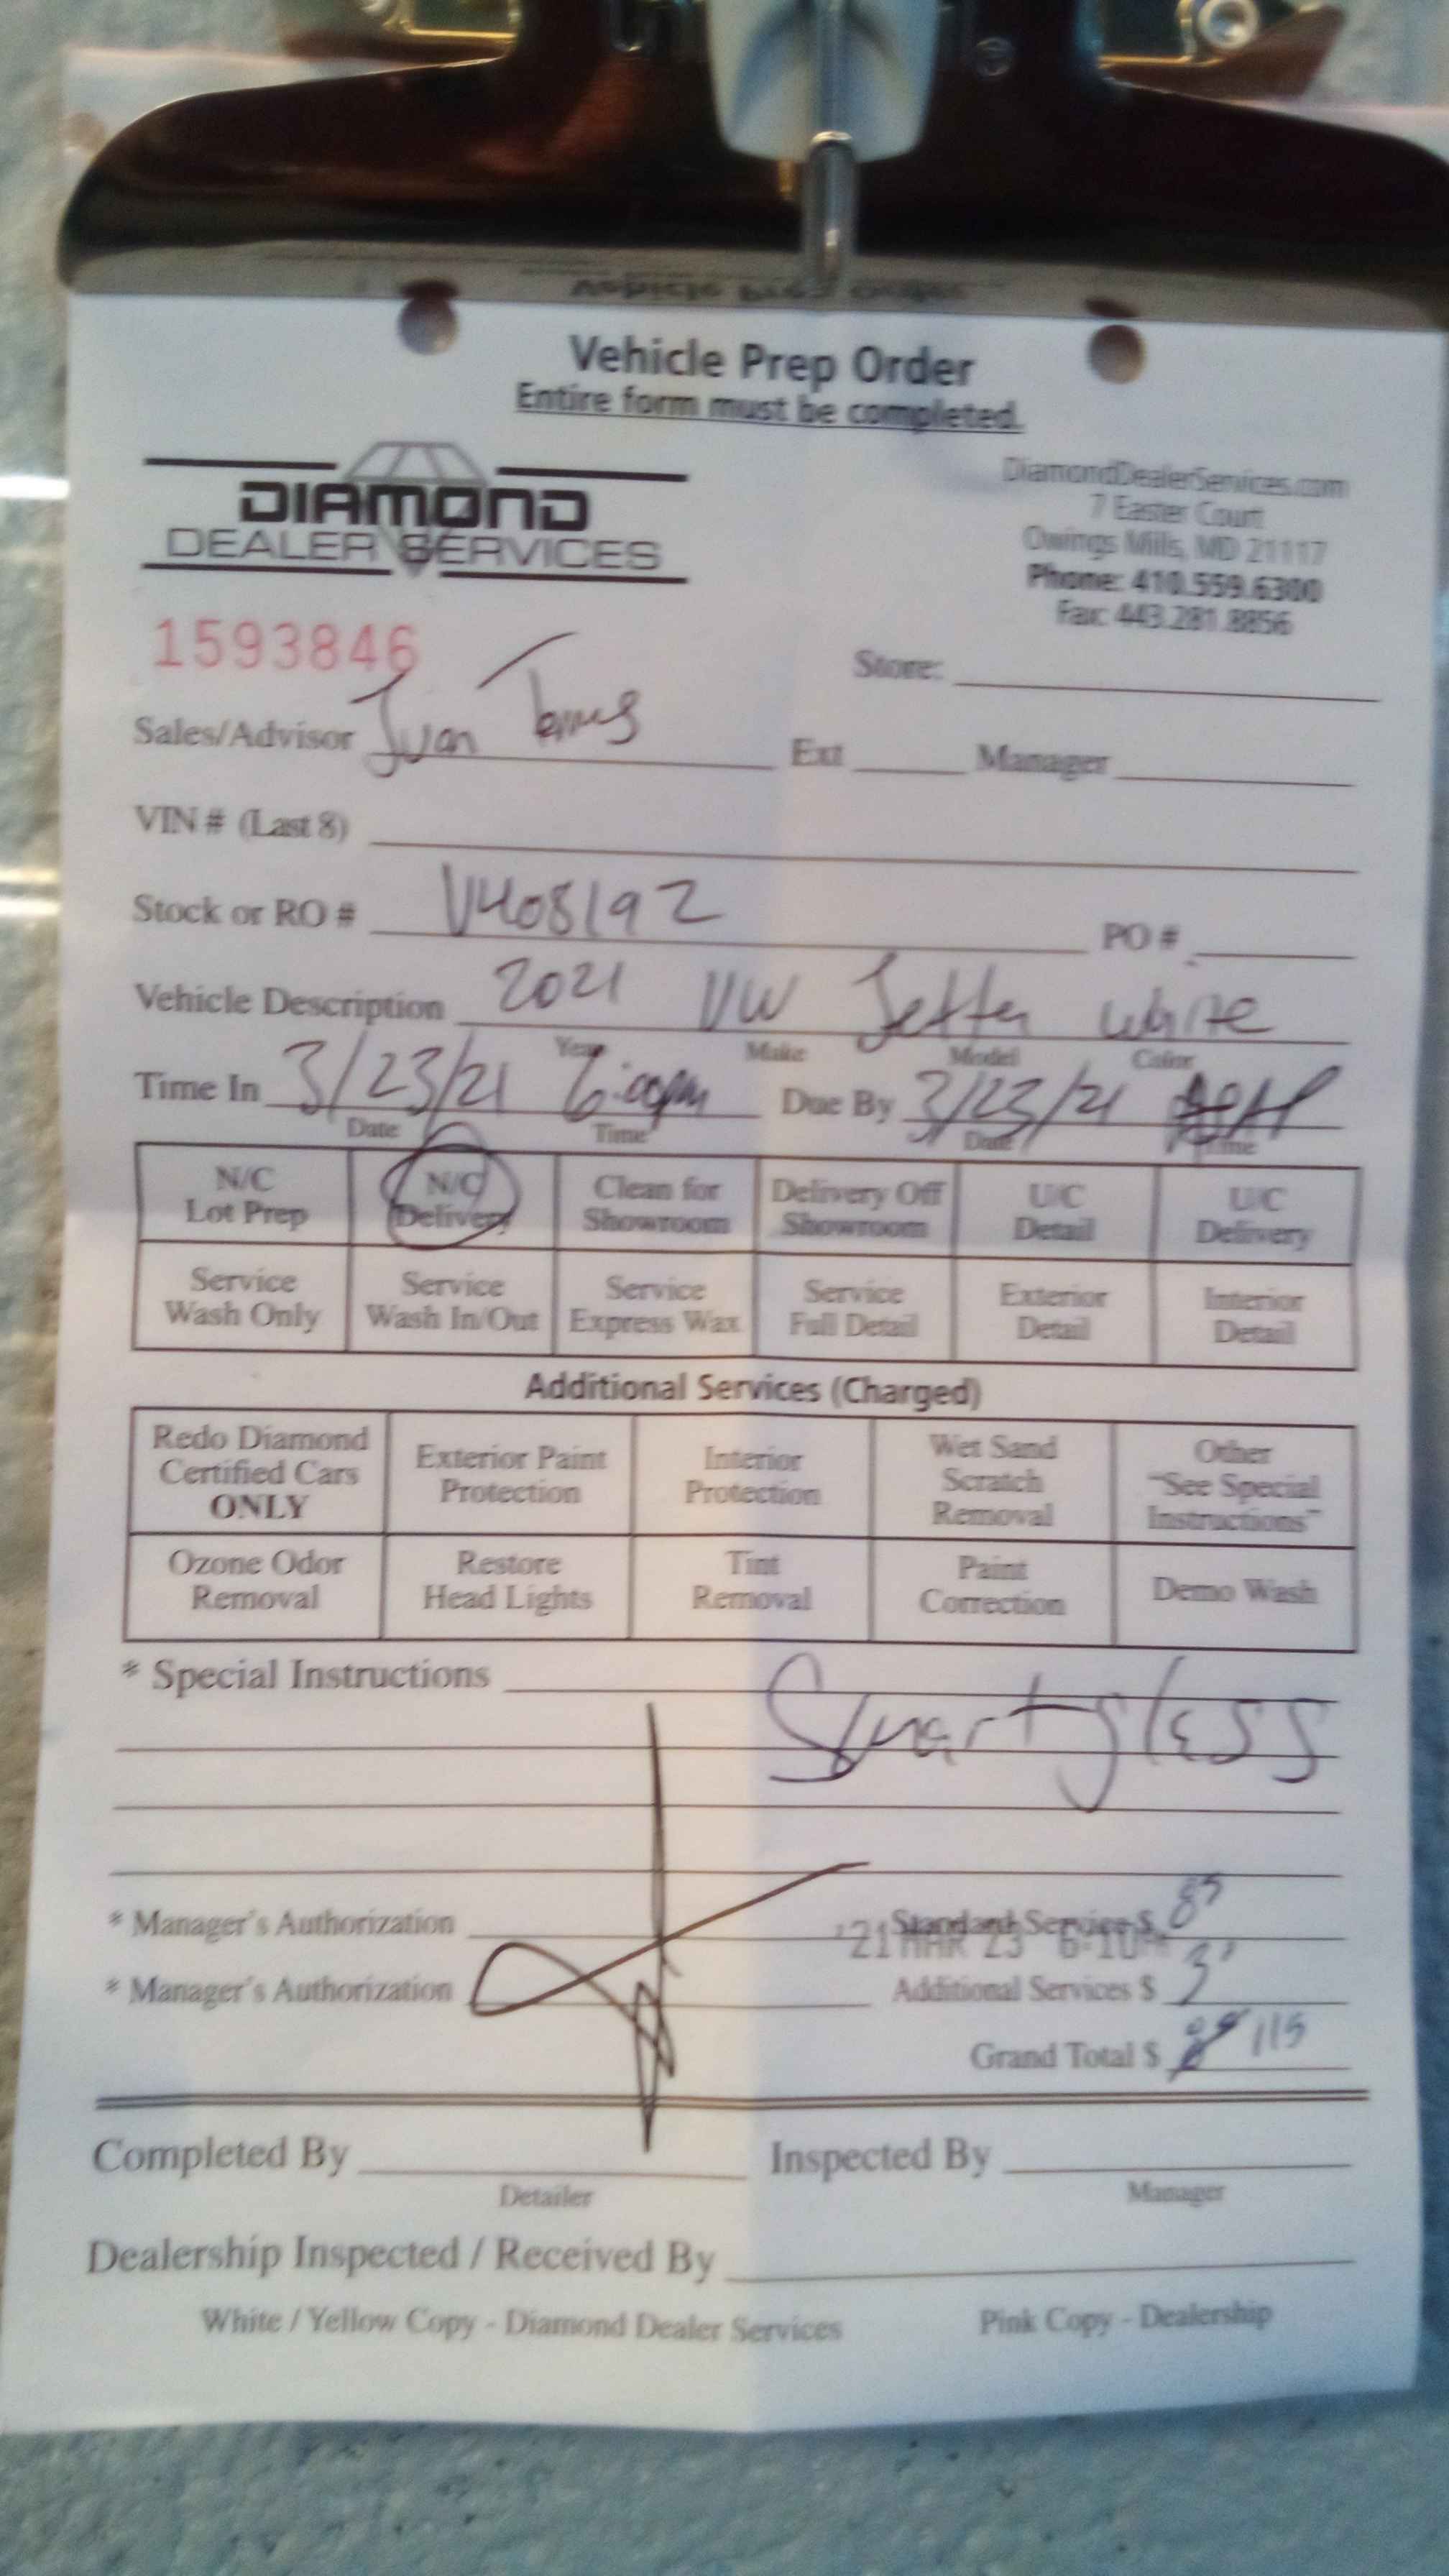 Vehicle Prep Order
Entire form must be completed.
DIAMOND
DEALER SERVICES
DiamondDealerServices.com
7 Easter Court
Owings Mills, MD 21117
Phone: 410.559.6300
Fax: 443.281.8856
1593846
Store:
Sales/Advisor Juan Ext Manager
VIN # (Last 8)
Stock or RO # V408192 PO #
Vehicle Description 2021 VW Jetta white
Year Make Model Color
Time In 3/23/21 6:00pm Due By 3/23/21
Date Time Date Time
N/C Lot Prep N/C Delivery Clean for Showroom Delivery Off Showroom U/C Detail U/C Delivery
Service Wash Only Service Wash In/Out Service Express Wax Service Full Detail Exterior Detail Interior Detail
Additional Services (Charged)
Redo Diamond Certified Cars ONLY Exterior Paint Protection Interior Protection Wet Sand Scratch Removal Other "See Special Instructions"
Ozone Odor Removal Restore Head Lights Tint Removal Paint Correction Demo Wash
* Special Instructions
Smartglass
* Manager's Authorization Standard Service $ 85
'21 MAR 23 6:10
* Manager's Authorization Additional Services $
Grand Total $ 115
Completed By Inspected By
Detailer Manager
Dealership Inspected / Received By
White / Yellow Copy - Diamond Dealer Services Pink Copy - Dealership